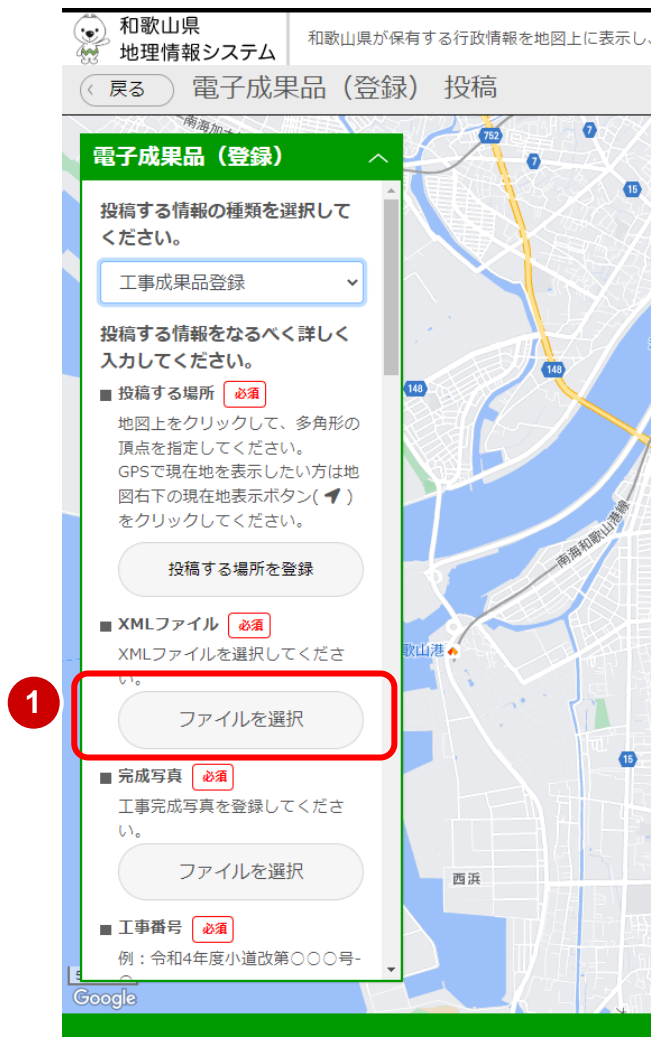 和歌山県
地理情報システム
和歌山県が保有する行政情報を地図上に表示し、
戻る
電子成果品（登録） 投稿
南海加太
752
7
7
15
電子成果品（登録）
投稿する情報の種類を選択して
ください。
工事成果品登録
投稿する情報をなるべく詳しく
入力してください。
148
148
■ 投稿する場所 必須
地図上をクリックして、多角形の
頂点を指定してください。
GPSで現在地を表示したい方は地
図右下の現在地表示ボタン( )
をクリックしてください。
南海和歌山港線
投稿する場所を登録
■ XMLファイル 必須
XMLファイルを選択してくださ
い。
歌山港
1
ファイルを選択
15
■ 完成写真 必須
工事完成写真を登録してくださ
い。
ファイルを選択
西浜
■ 工事番号 必須
例：令和4年度小道改第〇〇〇号-
Google